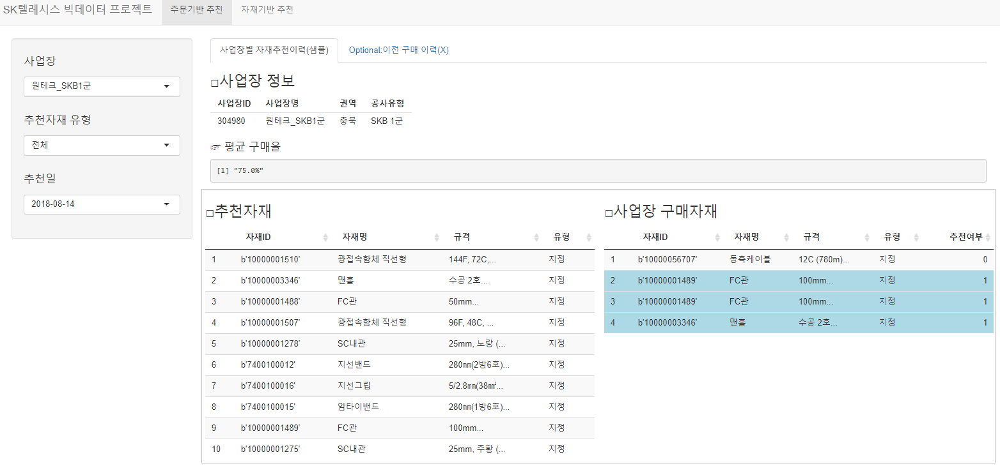 SK텔레시스 빅데이터 프로젝트 주문기반 추천 자재기반 추천
사업장
원테크_SKB1군
추천자재 유형
전체
추천일
2018-08-14
사업장별 자재추천이력(샘플) Optional:이전 구매 이력(X)
□사업장 정보
사업장ID 사업장명 권역 공사유형
304980 원테크_SKB1군 충북 SKB 1군
☞ 평균 구매율
[1] "75.0%"
□추천자재
자재ID 자재명 규격 유형
1 b'10000001510' 광접속함체 직선형 144F, 72C,... 지정
2 b'10000003346' 맨홀 수공 2호... 지정
3 b'10000001488' FC관 50mm... 지정
4 b'10000001507' 광접속함체 직선형 96F, 48C, ... 지정
5 b'10000001278' SC내관 25mm, 노랑 (... 지정
6 b'7400100012' 지선밴드 280㎜(2방6호)... 지정
7 b'7400100016' 지선그립 5/2.8㎜(38㎟... 지정
8 b'7400100015' 암타이밴드 280㎜(1방6호)... 지정
9 b'10000001489' FC관 100mm... 지정
10 b'10000001275' SC내관 25mm, 주황 (... 지정
□사업장 구매자재
자재ID 자재명 규격 유형 추천여부
1 b'10000056707' 동축케이블 12C (780m)... 지정 0
2 b'10000001489' FC관 100mm... 지정 1
3 b'10000001489' FC관 100mm... 지정 1
4 b'10000003346' 맨홀 수공 2호... 지정 1